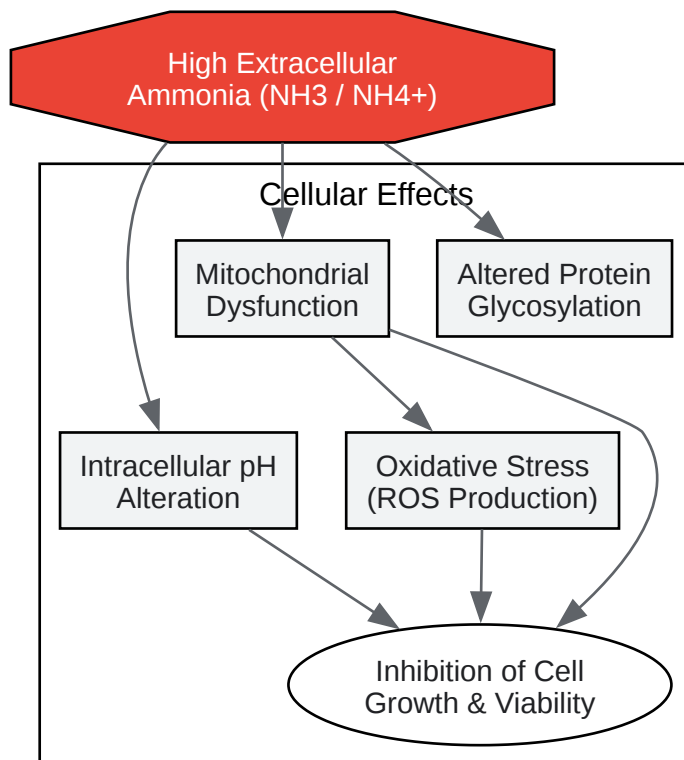 High Extracellular
Ammonia (NH3 / NH4+)
Cellular Effects
Mitochondrial
Dysfunction
Altered Protein
Glycosylation
Intracellular pH
Alteration
Oxidative Stress
(ROS Production)
Inhibition of Cell
Growth & Viability